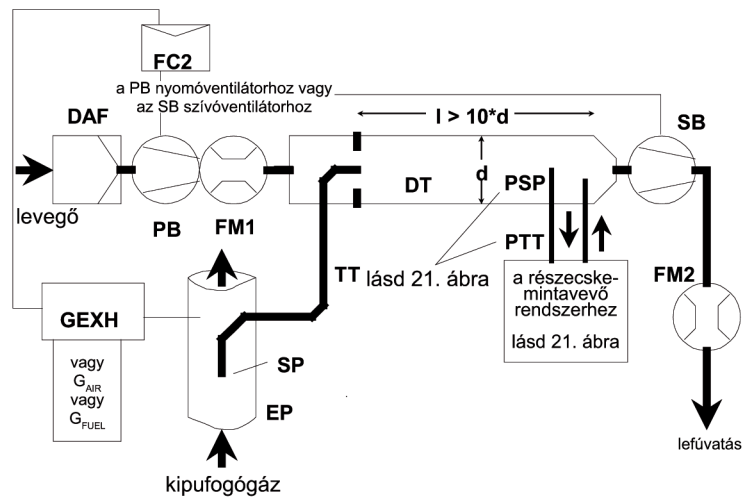 FC2
a PB nyomóventilátorhoz vagy
az SB szívóventilátorhoz
DAF
l > 10*d
SB
d
DT
PSP
levegő
PB
FM1
PTT
TT
lásd 21. ábra
a részecske-
mintavevő
rendszerhez
lásd 21. ábra
FM2
GEXH
vagy
GAIR
vagy
GFUEL
SP
EP
lefúvatás
kipufogógáz